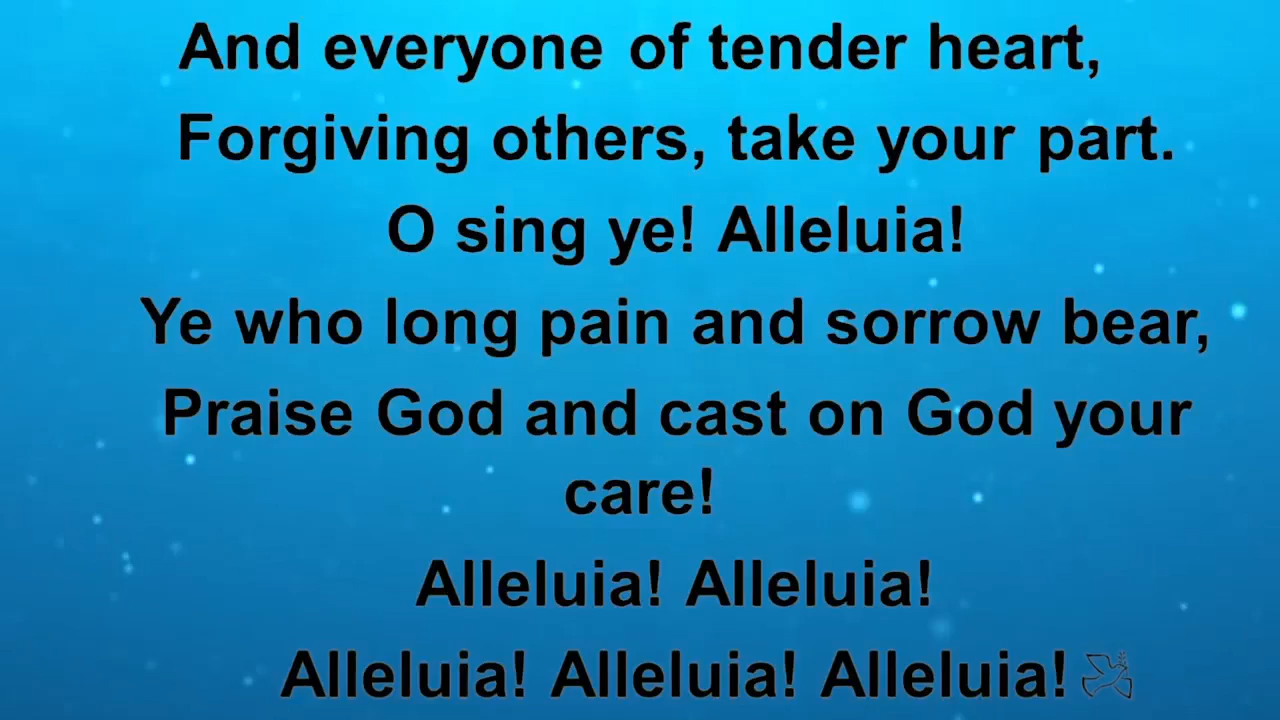 And everyone of tender heart,
Forgiving others, take your part.
O sing ye! Alleluia!
Ye who long pain and sorrow bear,
Praise God and cast on God your
care!
Alleluia! Alleluia!
Alleluia! Alleluia! Alleluia!